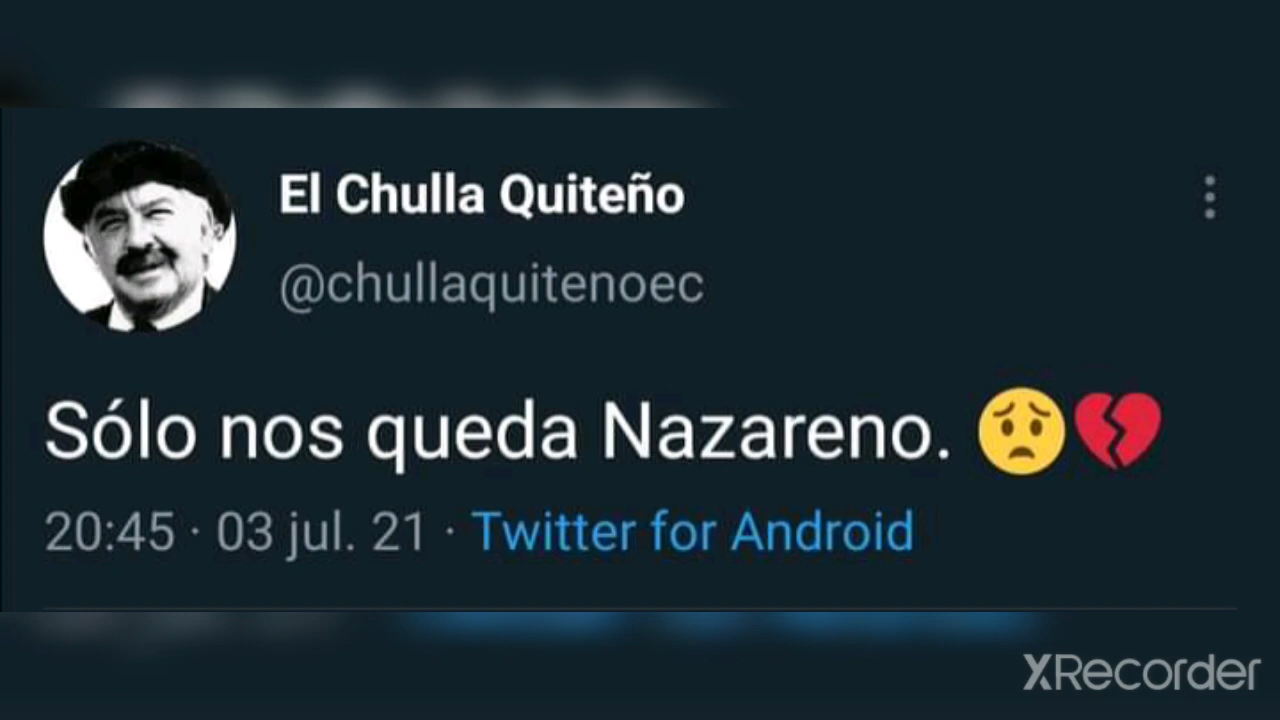 El Chulla Quiteño
@chullaquitenoec
Sólo nos queda Nazareno. 😟💔
20:45 · 03 jul. 21 · Twitter for Android
XRecorder